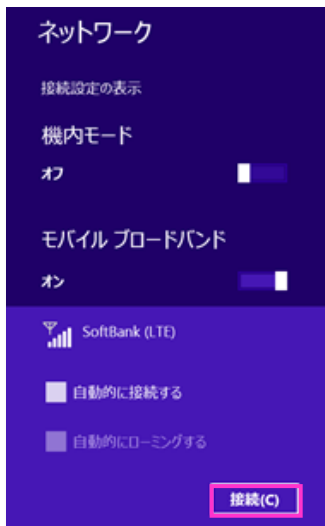 ネットワーク
接続設定の表示
機内モード
オフ
モバイル ブロードバンド
オン
SoftBank (LTE)
自動的に接続する
自動的にローミングする
接続(C)